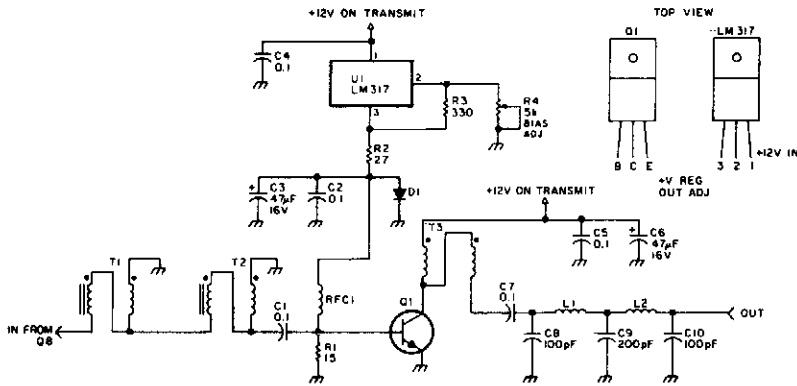 +12V ON TRANSMIT
TOP VIEW
Q1
LM317
C4
0.1
1
U1
LM317
2
3
R3
330
R4
5k
BIAS
ADJ
R2
27
B C E
3 2 1
+12V IN
+V REG
OUT ADJ
+
C3
47µF
16V
C2
0.1
D1
+12V ON TRANSMIT
T3
C5
0.1
+
C6
47µF
16V
T1
T2
RFC1
C1
0.1
Q1
C7
0.1
L1
L2
OUT
IN FROM
Q8
R1
15
C8
100pF
C9
200pF
C10
100pF